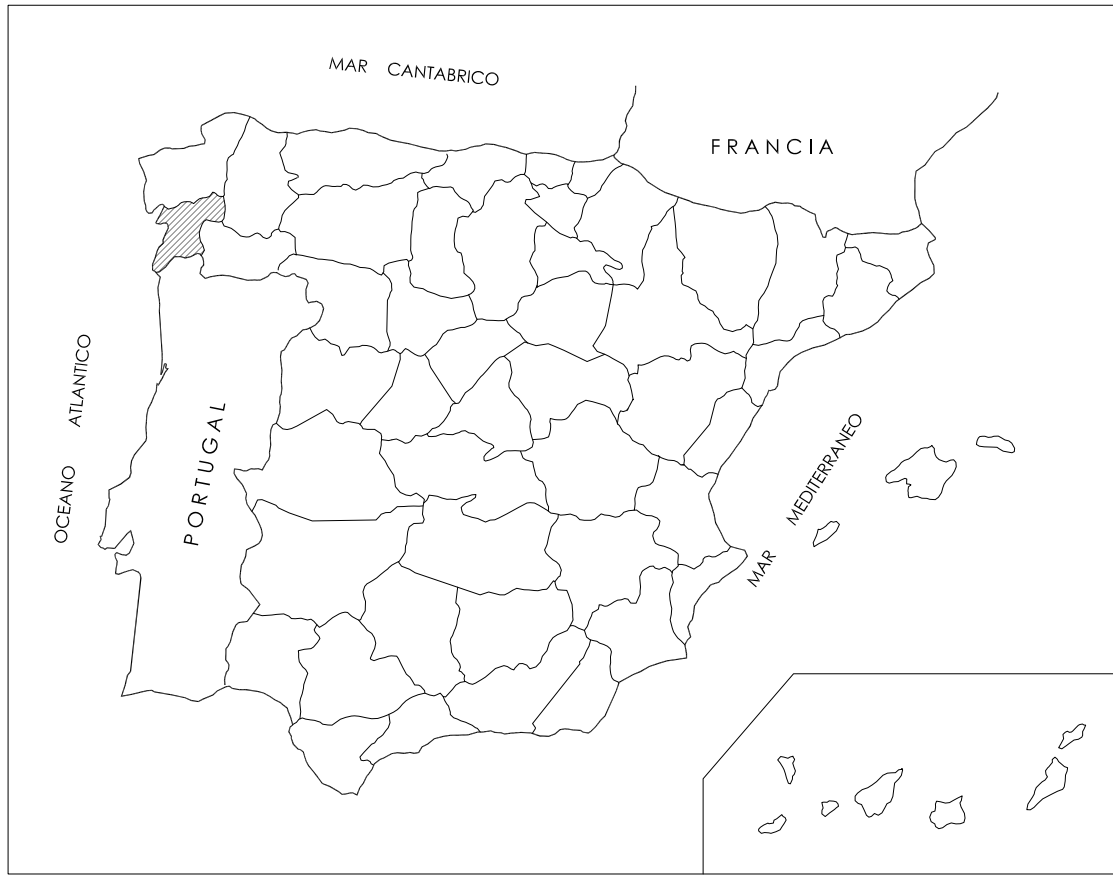 MAR CANTABRICO
FRANCIA
OCEANO ATLANTICO
PORTUGAL
MAR MEDITERRANEO